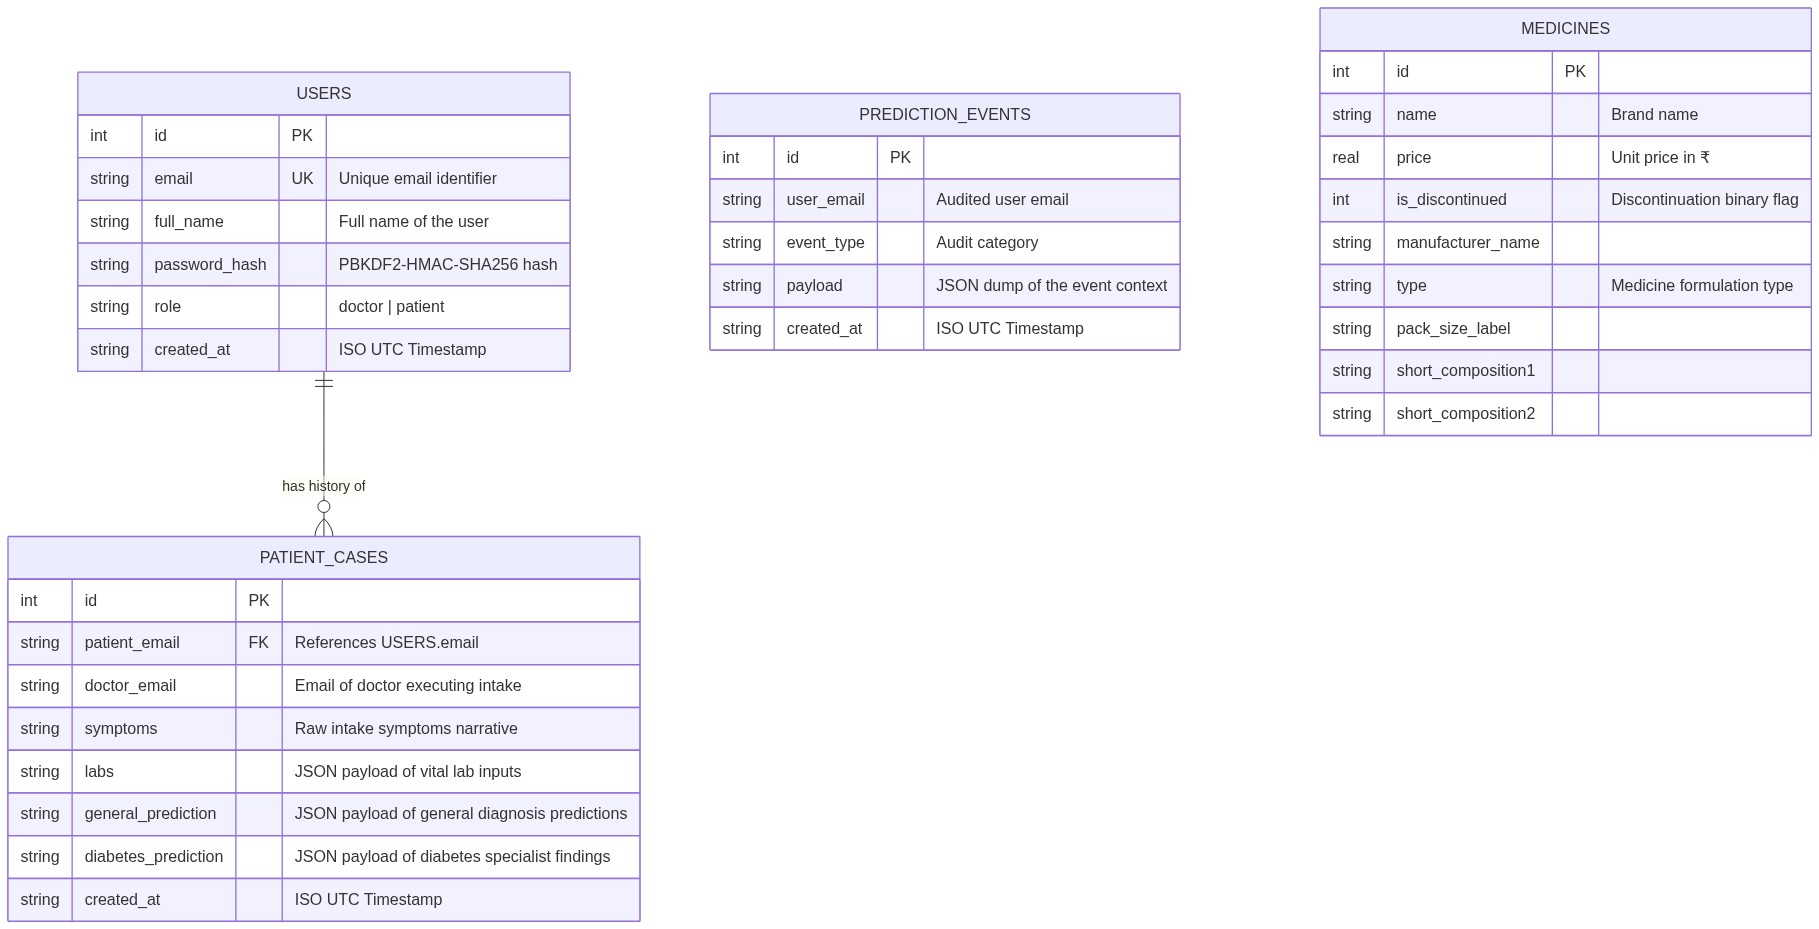 USERS
int id PK
string email UK Unique email identifier
string full_name Full name of the user
string password_hash PBKDF2-HMAC-SHA256 hash
string role doctor | patient
string created_at ISO UTC Timestamp
has history of
PATIENT_CASES
int id PK
string patient_email FK References USERS.email
string doctor_email Email of doctor executing intake
string symptoms Raw intake symptoms narrative
string labs JSON payload of vital lab inputs
string general_prediction JSON payload of general diagnosis predictions
string diabetes_prediction JSON payload of diabetes specialist findings
string created_at ISO UTC Timestamp
PREDICTION_EVENTS
int id PK
string user_email Audited user email
string event_type Audit category
string payload JSON dump of the event context
string created_at ISO UTC Timestamp
MEDICINES
int id PK
string name Brand name
real price Unit price in ₹
int is_discontinued Discontinuation binary flag
string manufacturer_name
string type Medicine formulation type
string pack_size_label
string short_composition1
string short_composition2